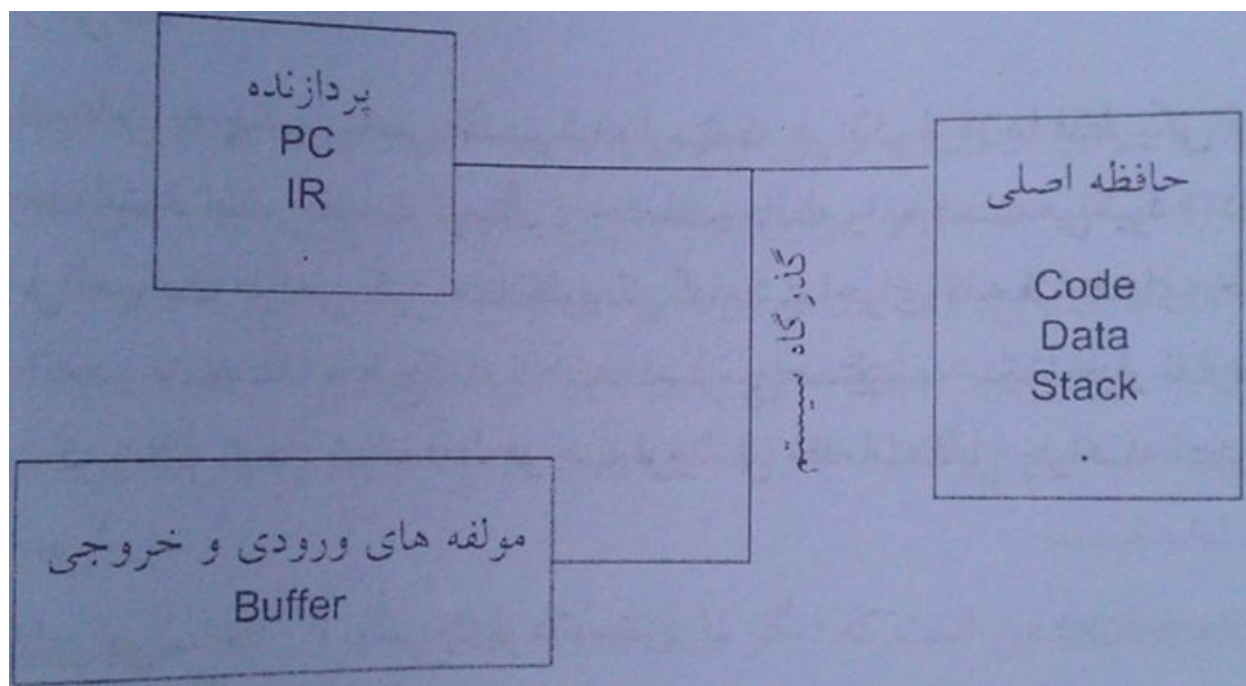 پردازنده
PC
IR
.
حافظه اصلی
Code
Data
Stack
.
گذرگاه سیستم
مولفه های ورودی و خروجی
Buffer